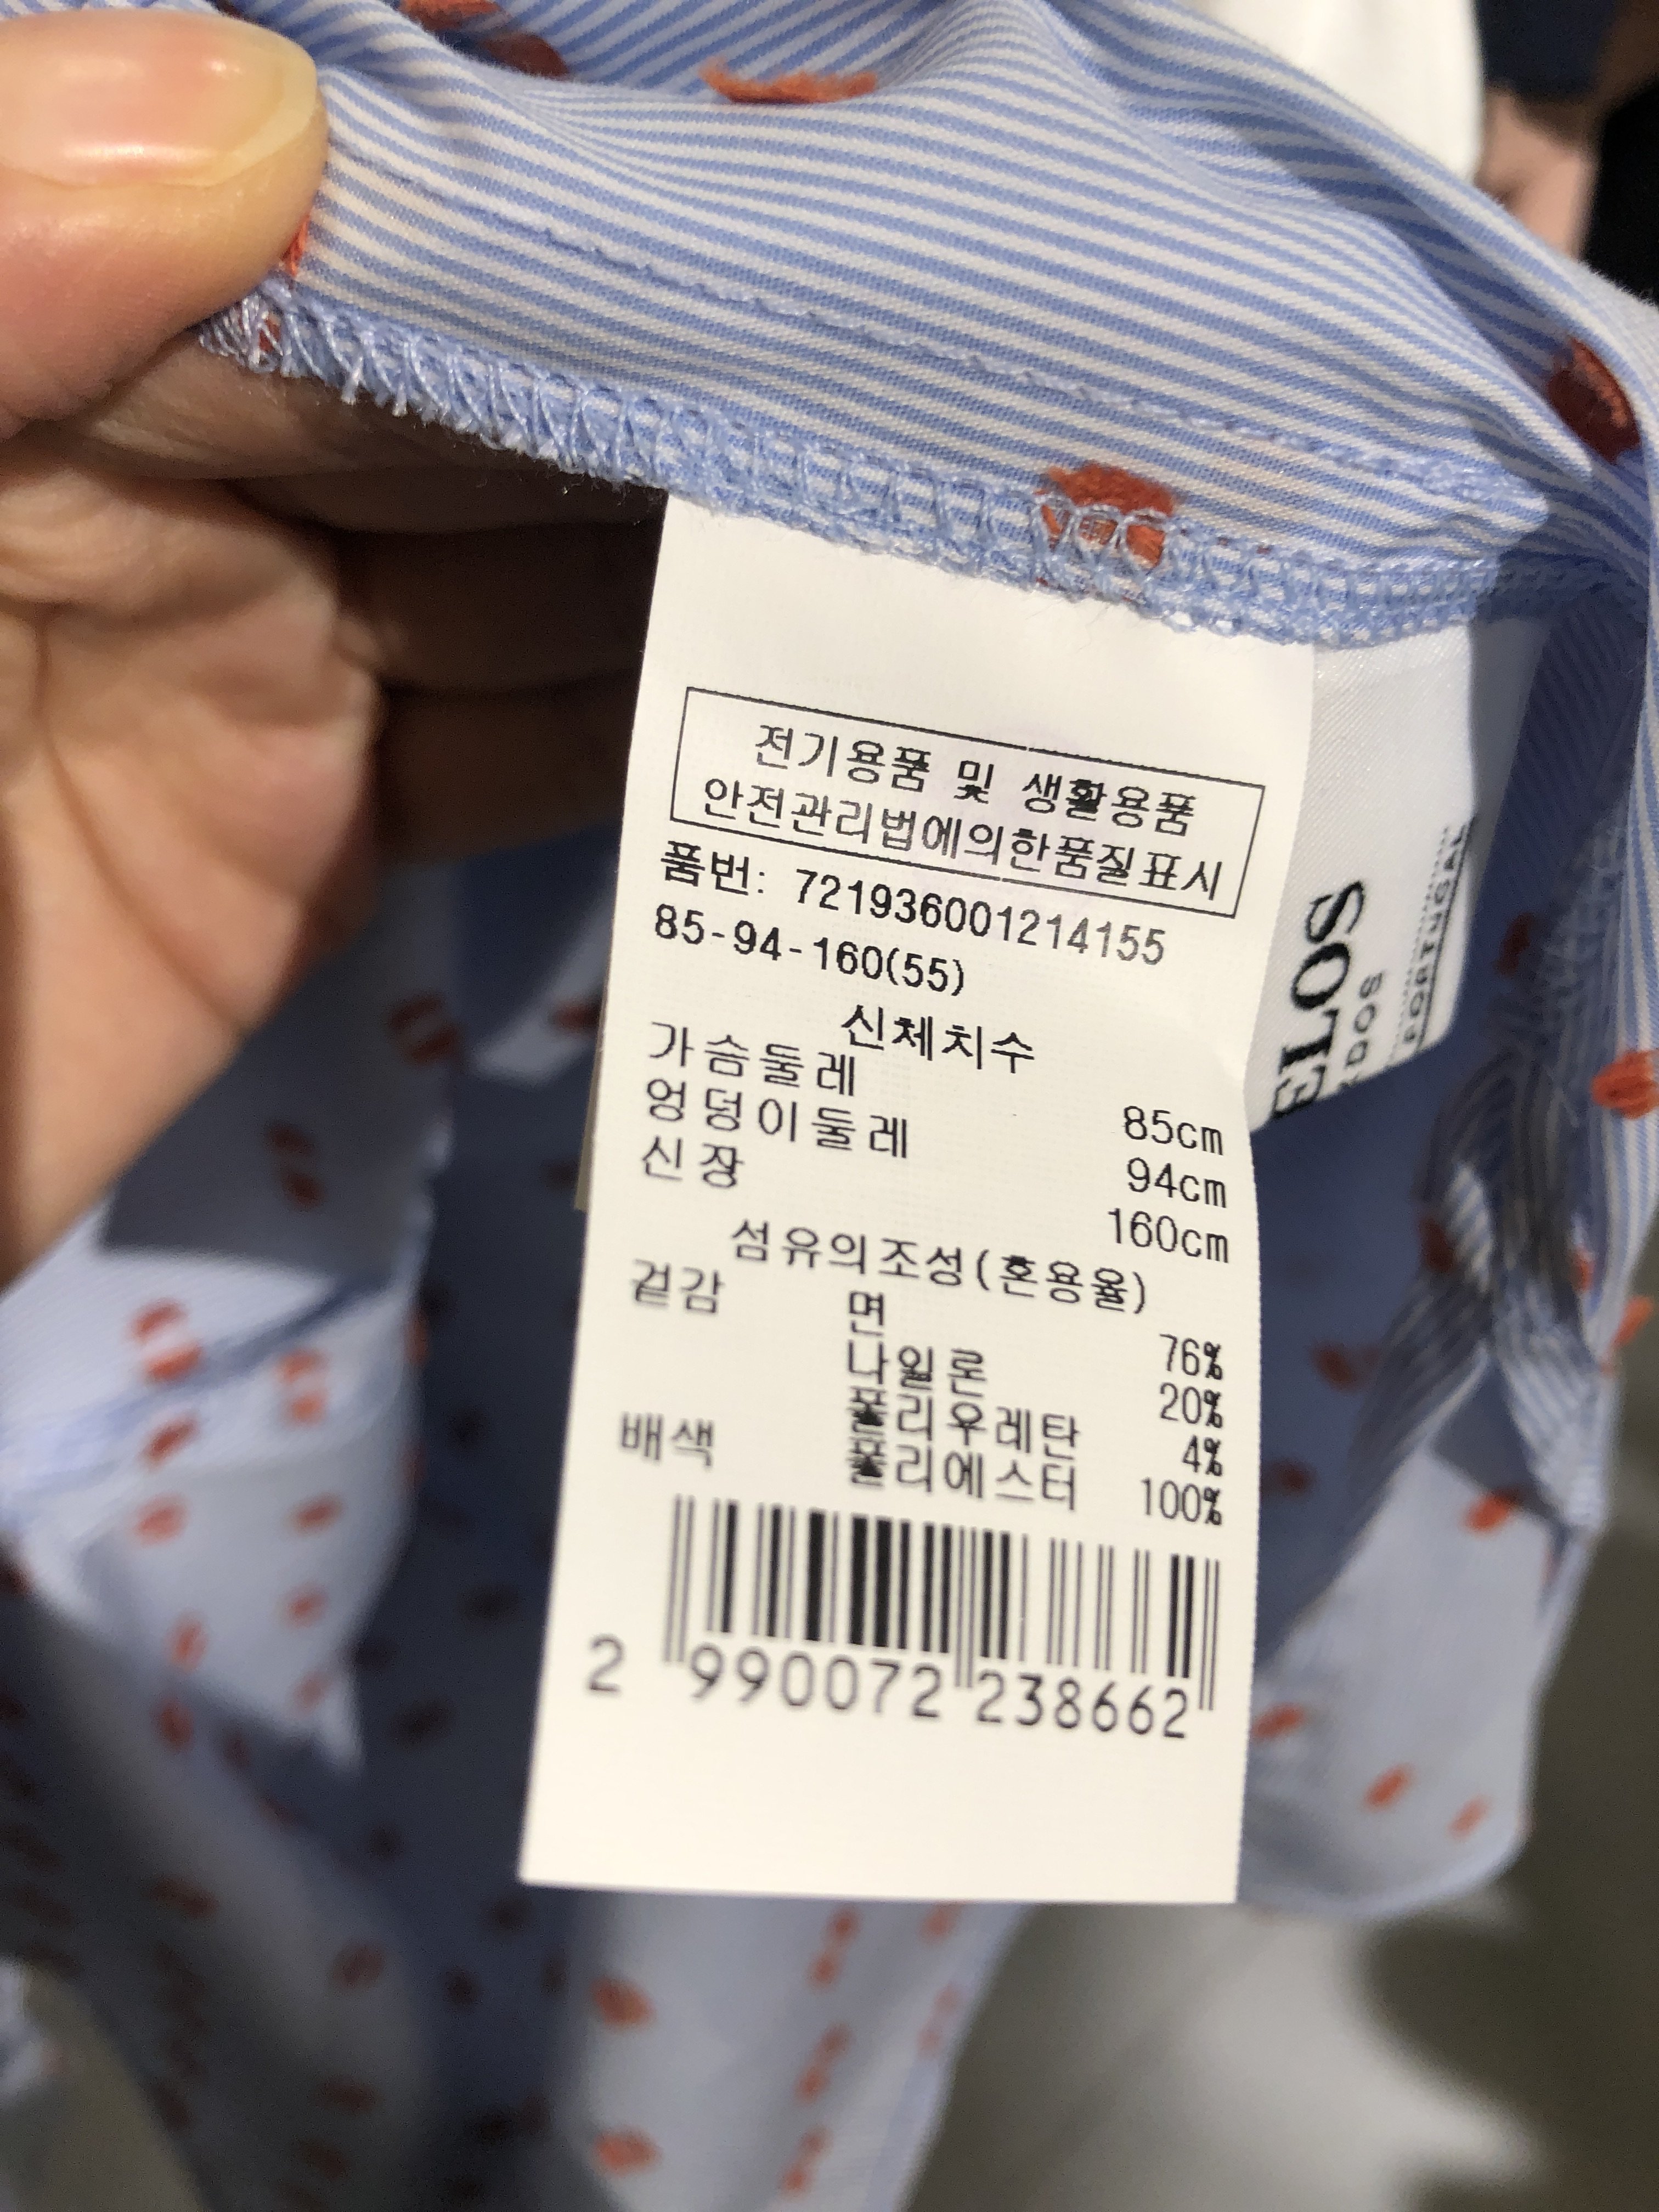 전기용품 및 생활용품
안전관리법에의한품질표시
품번: 721936001214155
85-94-160(55)
신체치수
가슴둘레 85cm
엉덩이둘레 94cm
신장 160cm
섬유의조성(혼용율)
겉감 면 76%
나일론 20%
폴리우레탄 4%
배색 폴리에스터 100%
2 990072 238662
ELOS
PORTUGAL